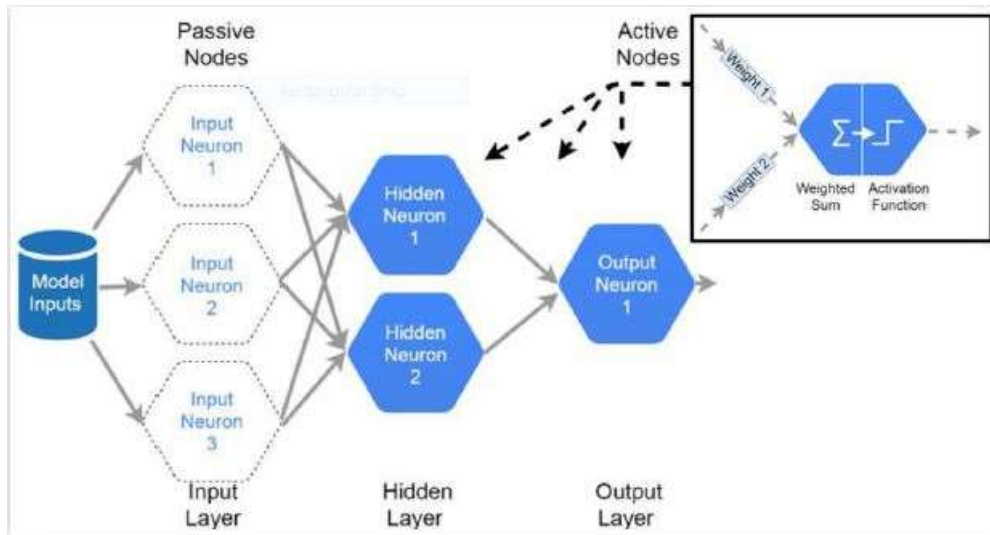 Passive
Nodes
Active
Nodes
Weight 1
Weight 2
Σ
Weighted
Sum
Activation
Function
Model
Inputs
Input
Neuron
1
Input
Neuron
2
Input
Neuron
3
Hidden
Neuron
1
Hidden
Neuron
2
Output
Neuron
1
Input
Layer
Hidden
Layer
Output
Layer